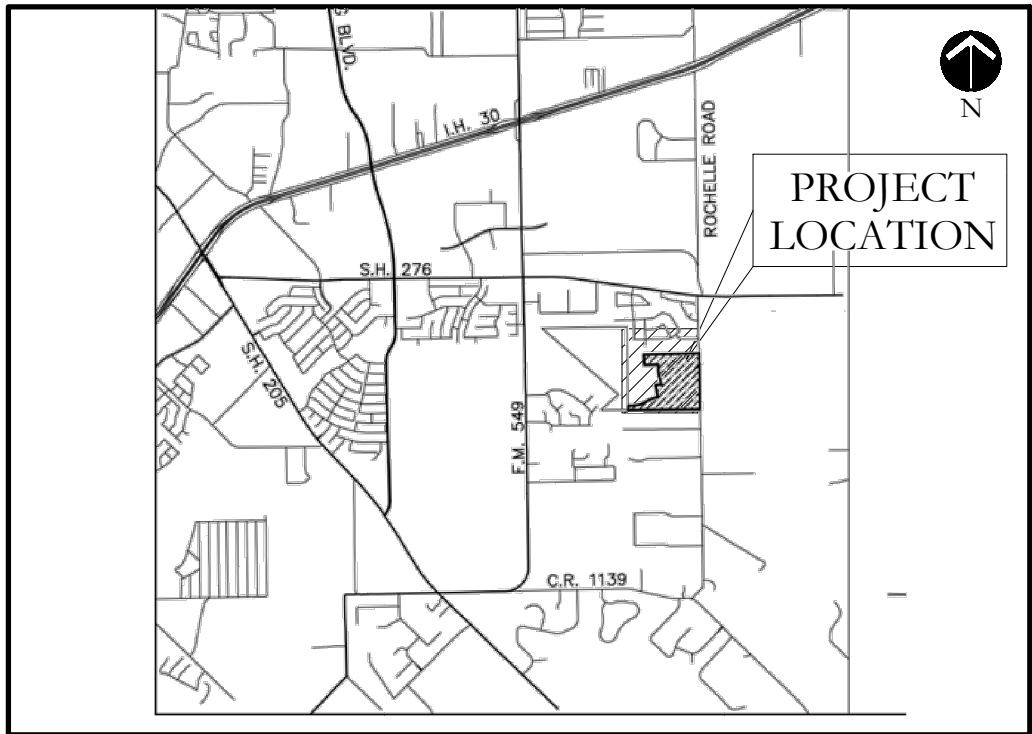 BLVD.
I.H. 30
ROCHELLE ROAD
N
PROJECT
LOCATION
S.H. 276
S.H. 205
F.M. 549
C.R. 1139